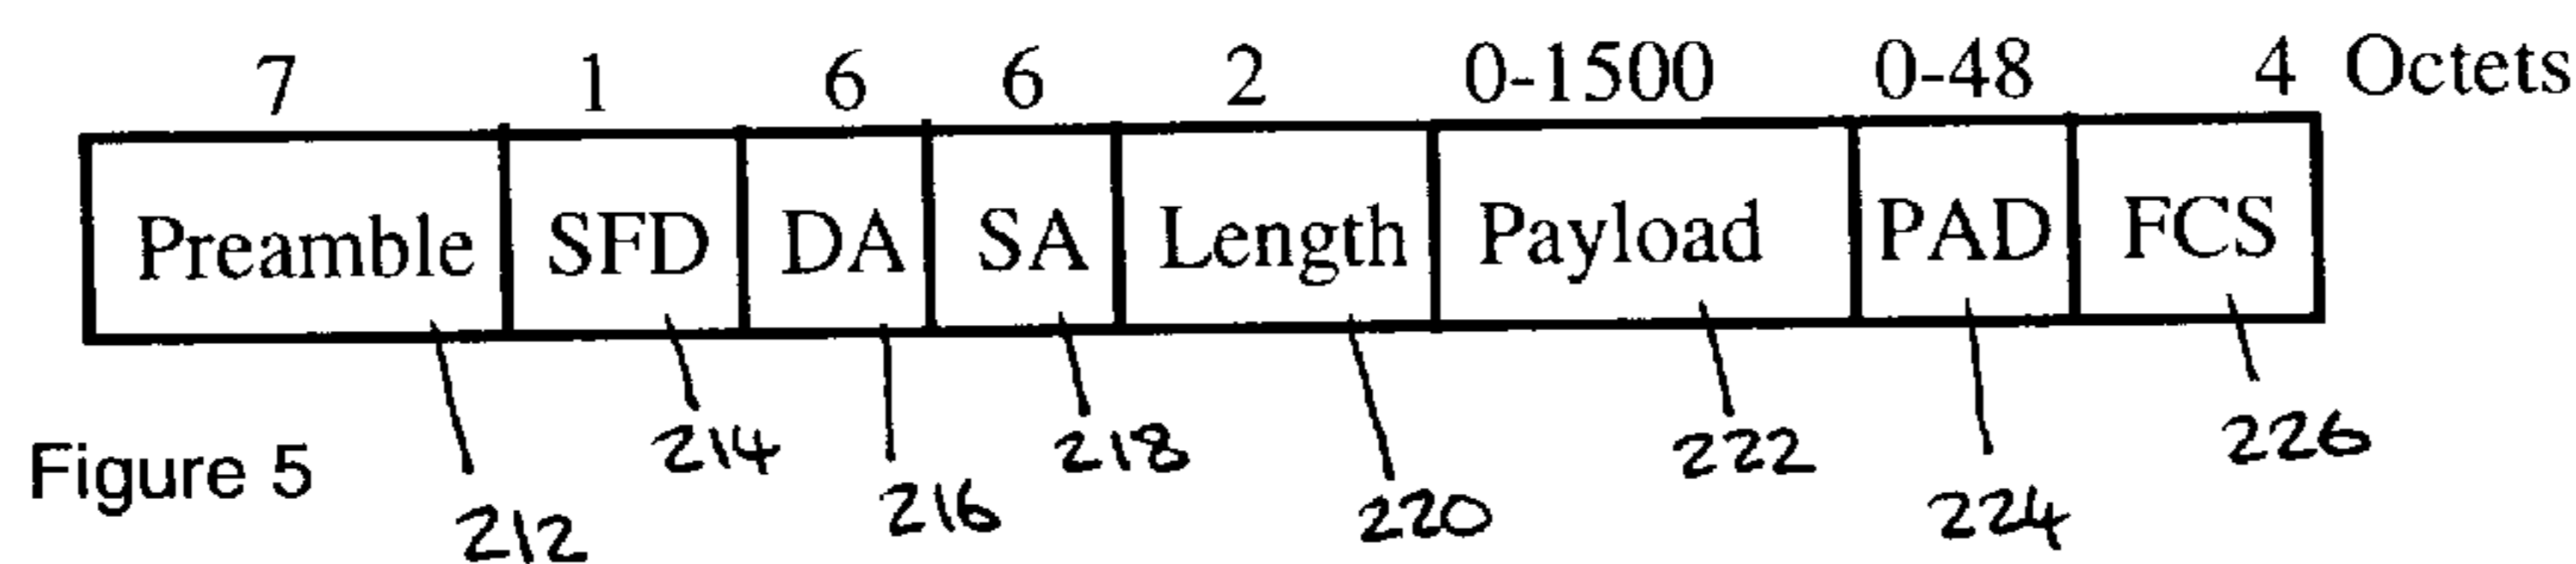 7 1 6 6 2 0-1500 0-48 4 Octets
Preamble SFD DA SA Length Payload PAD FCS
214 218 222 226
Figure 5 212 216 220 224